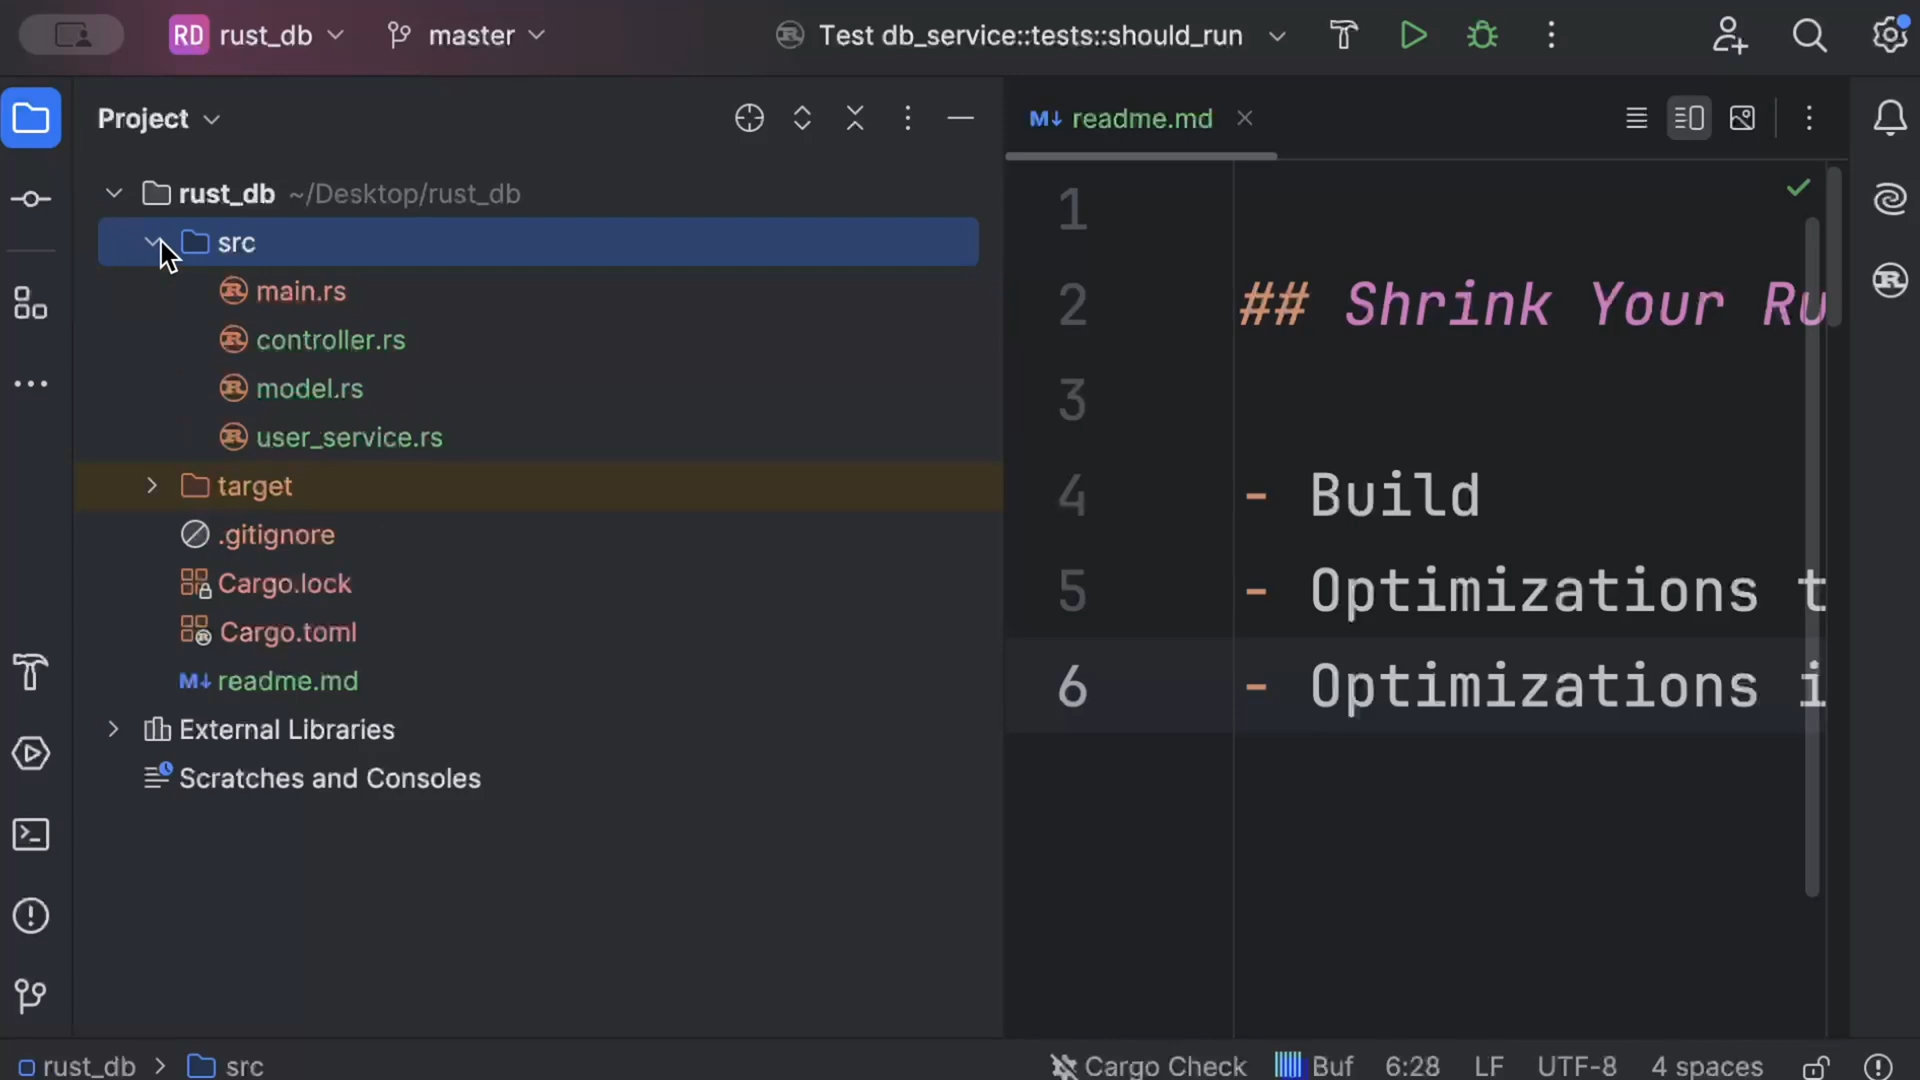 RD rust_db master Test db_service::tests::should_run
Project
M↓ readme.md
rust_db ~/Desktop/rust_db
src
main.rs
controller.rs
model.rs
user_service.rs
target
.gitignore
Cargo.lock
Cargo.toml
M↓ readme.md
External Libraries
Scratches and Consoles
1
2 ## Shrink Your Ru
3
4 - Build
5 - Optimizations t
6 - Optimizations i
rust_db > src Cargo Check Buf 6:28 LF UTF-8 4 spaces